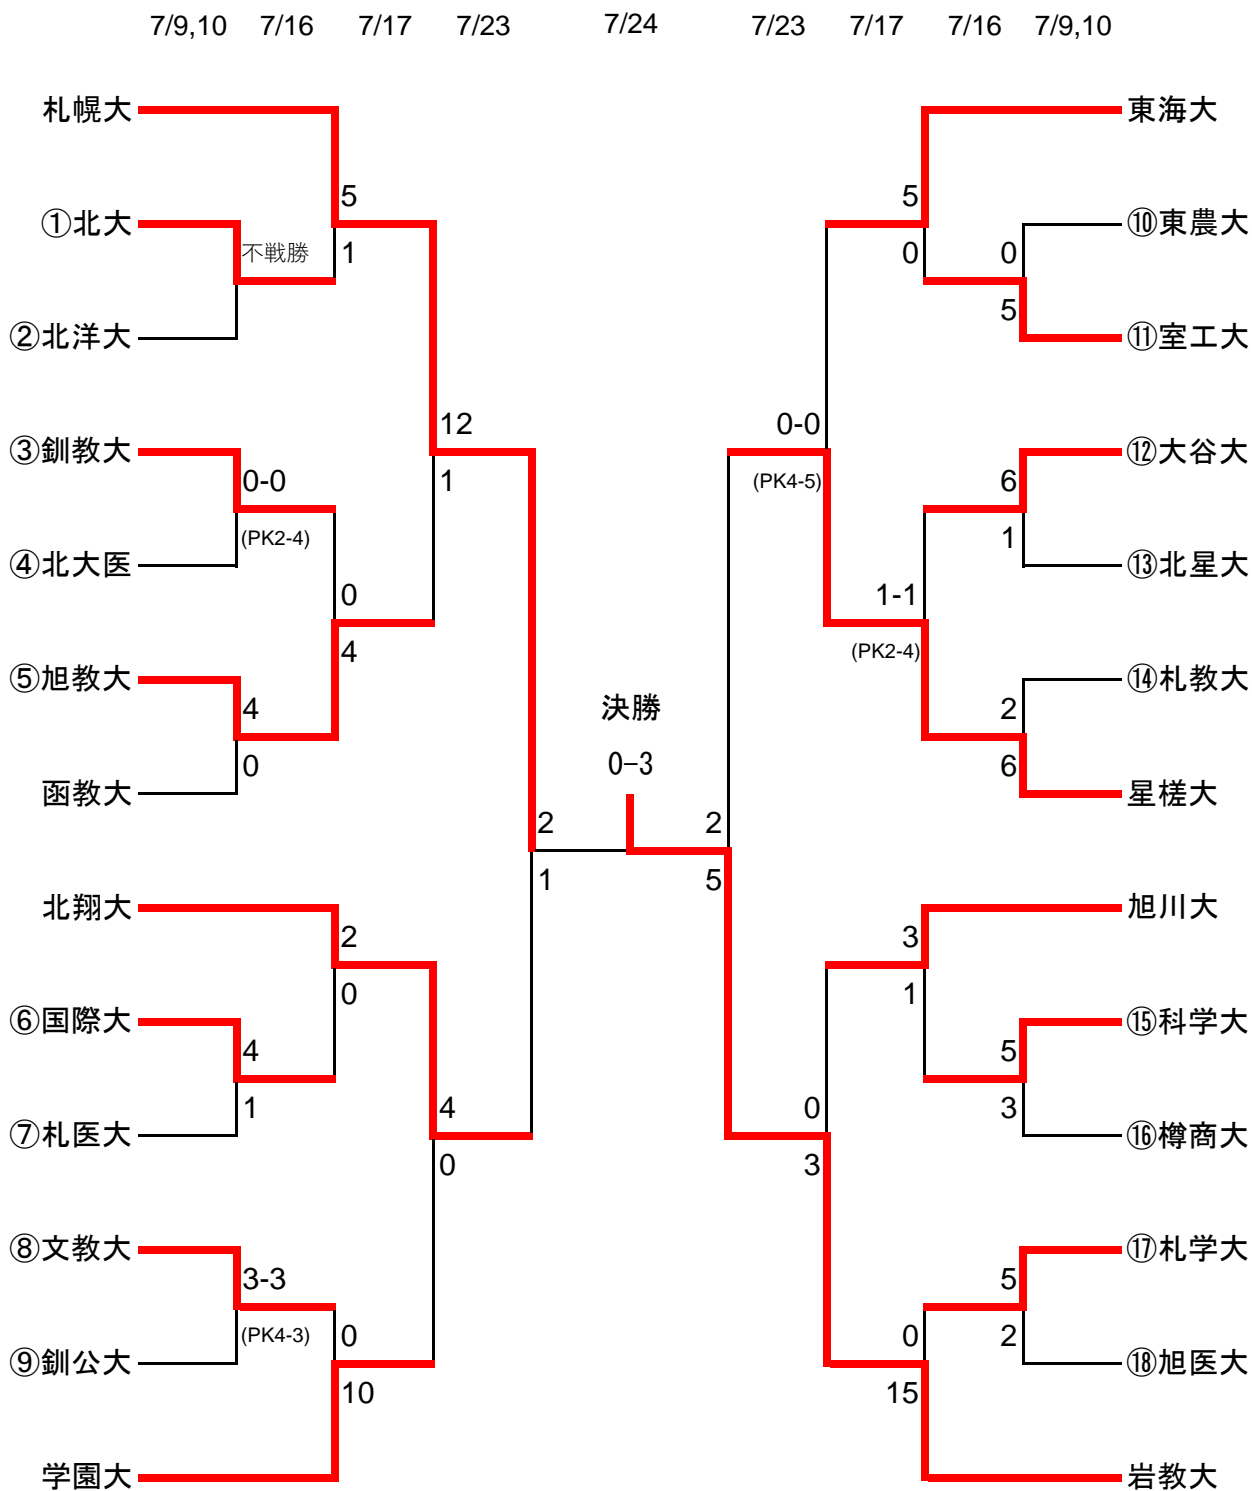 7/9,10 7/16 7/17 7/23 7/24 7/23 7/17 7/16 7/9,10
札幌大 東海大
5 5
①北大 ⑩東農大
不戦勝 1 0 0
5
②北洋大 ⑪室工大
12 0-0
③釧教大 ⑫大谷大
0-0 1 (PK4-5) 6
(PK2-4) 1
④北大医 ⑬北星大
0 1-1
4 (PK2-4)
⑤旭教大 ⑭札教大
4 決勝 2
0 0-3 6
函教大 星槎大
2 2
1 5
北翔大 旭川大
2 3
0 1
⑥国際大 ⑮科学大
4 5
1 4 0 3
⑦札医大 ⑯樽商大
0 3
⑧文教大 ⑰札学大
3-3 5
(PK4-3) 0 0 2
⑨釧公大 ⑱旭医大
10 15
学園大 岩教大